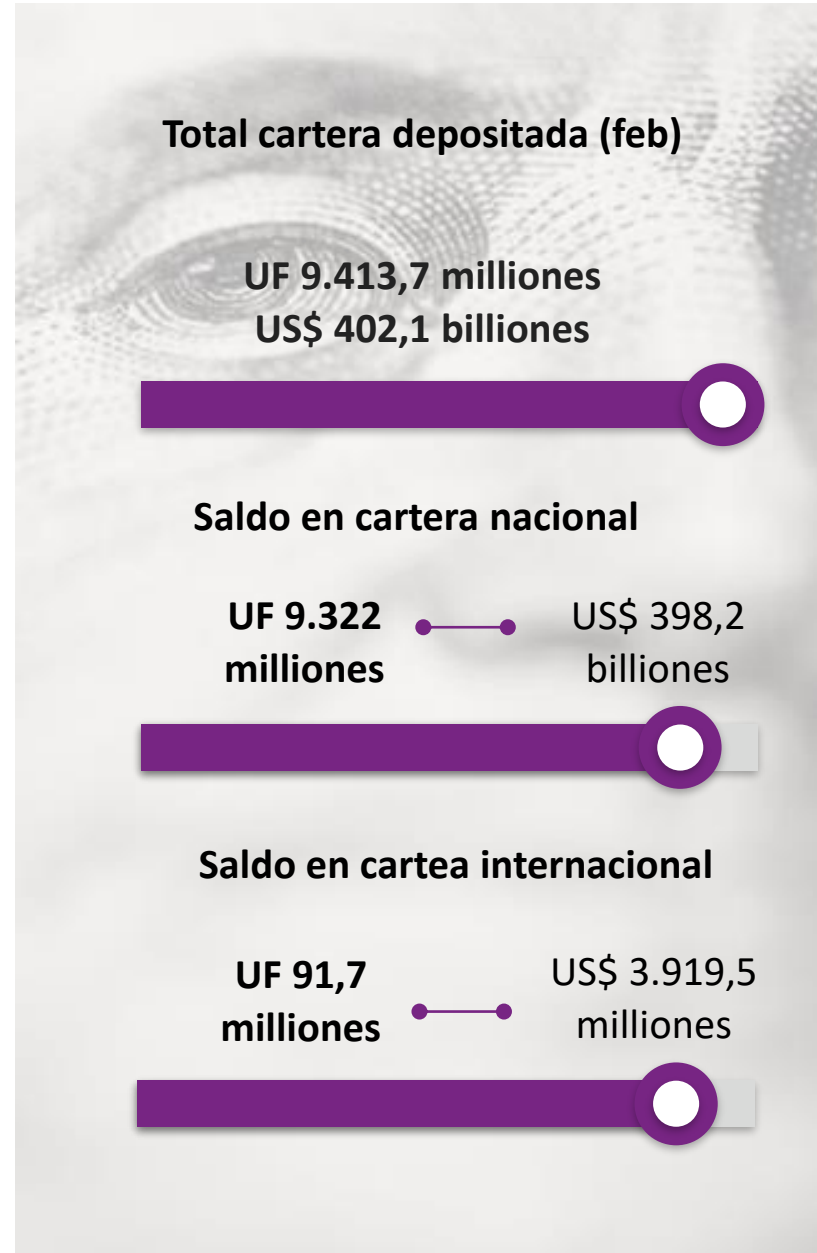 Total cartera depositada (feb)
UF 9.413,7 milliones
US$ 402,1 billiones
Saldo en cartera nacional
UF 9.322
milliones
US$ 398,2
billiones
Saldo en cartea internacional
UF 91,7
milliones
US$ 3.919,5
milliones